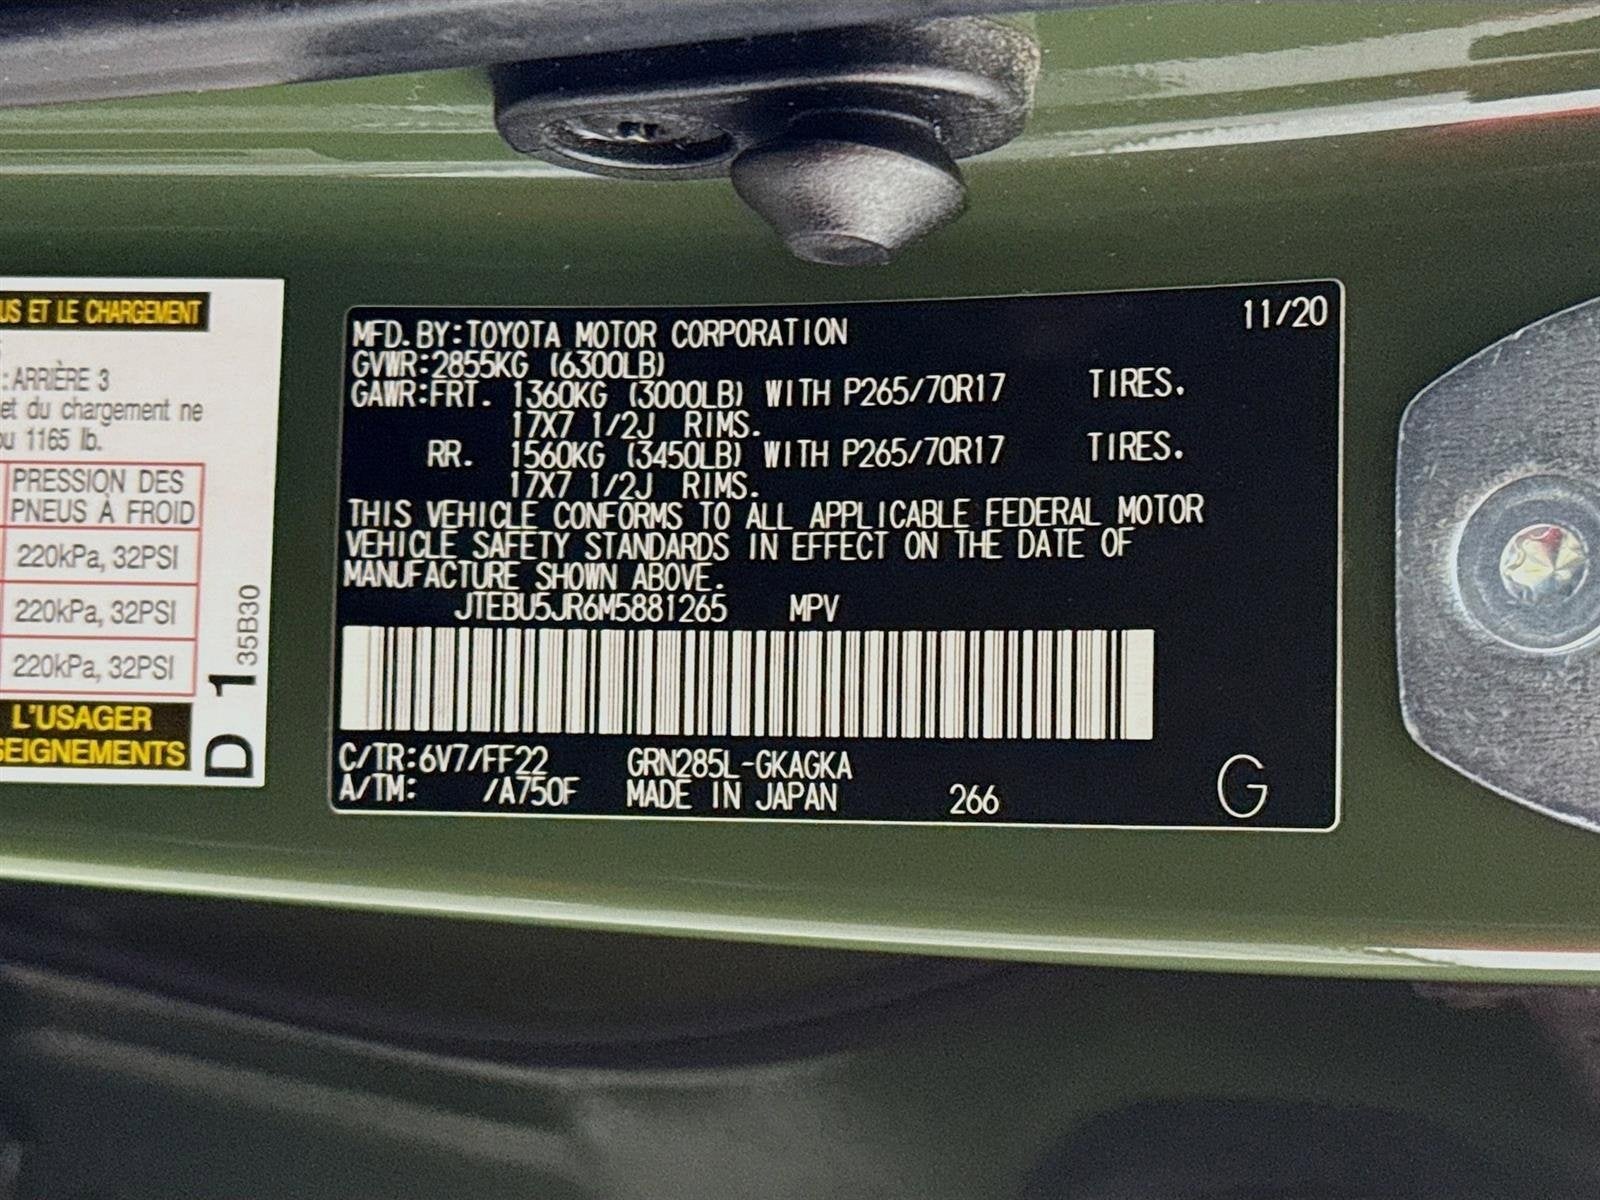 US ET LE CHARGEMENT
: ARRIÈRE 3
et du chargement ne
ou 1165 lb.
PRESSION DES
PNEUS À FROID
220kPa, 32PSI
220kPa, 32PSI
220kPa, 32PSI
L'USAGER
SEIGNEMENTS
D 1 35B30
11/20
MFD. BY:TOYOTA MOTOR CORPORATION
GVWR:2855KG (6300LB)
GAWR:FRT. 1360KG (3000LB) WITH P265/70R17 TIRES.
17X7 1/2J RIMS.
RR. 1560KG (3450LB) WITH P265/70R17 TIRES.
17X7 1/2J RIMS.
THIS VEHICLE CONFORMS TO ALL APPLICABLE FEDERAL MOTOR
VEHICLE SAFETY STANDARDS IN EFFECT ON THE DATE OF
MANUFACTURE SHOWN ABOVE.
JTEBU5JR6M5881265 MPV
C/TR:6V7/FF22 GRN285L-GKAGKA
A/TM: /A750F MADE IN JAPAN 266 G